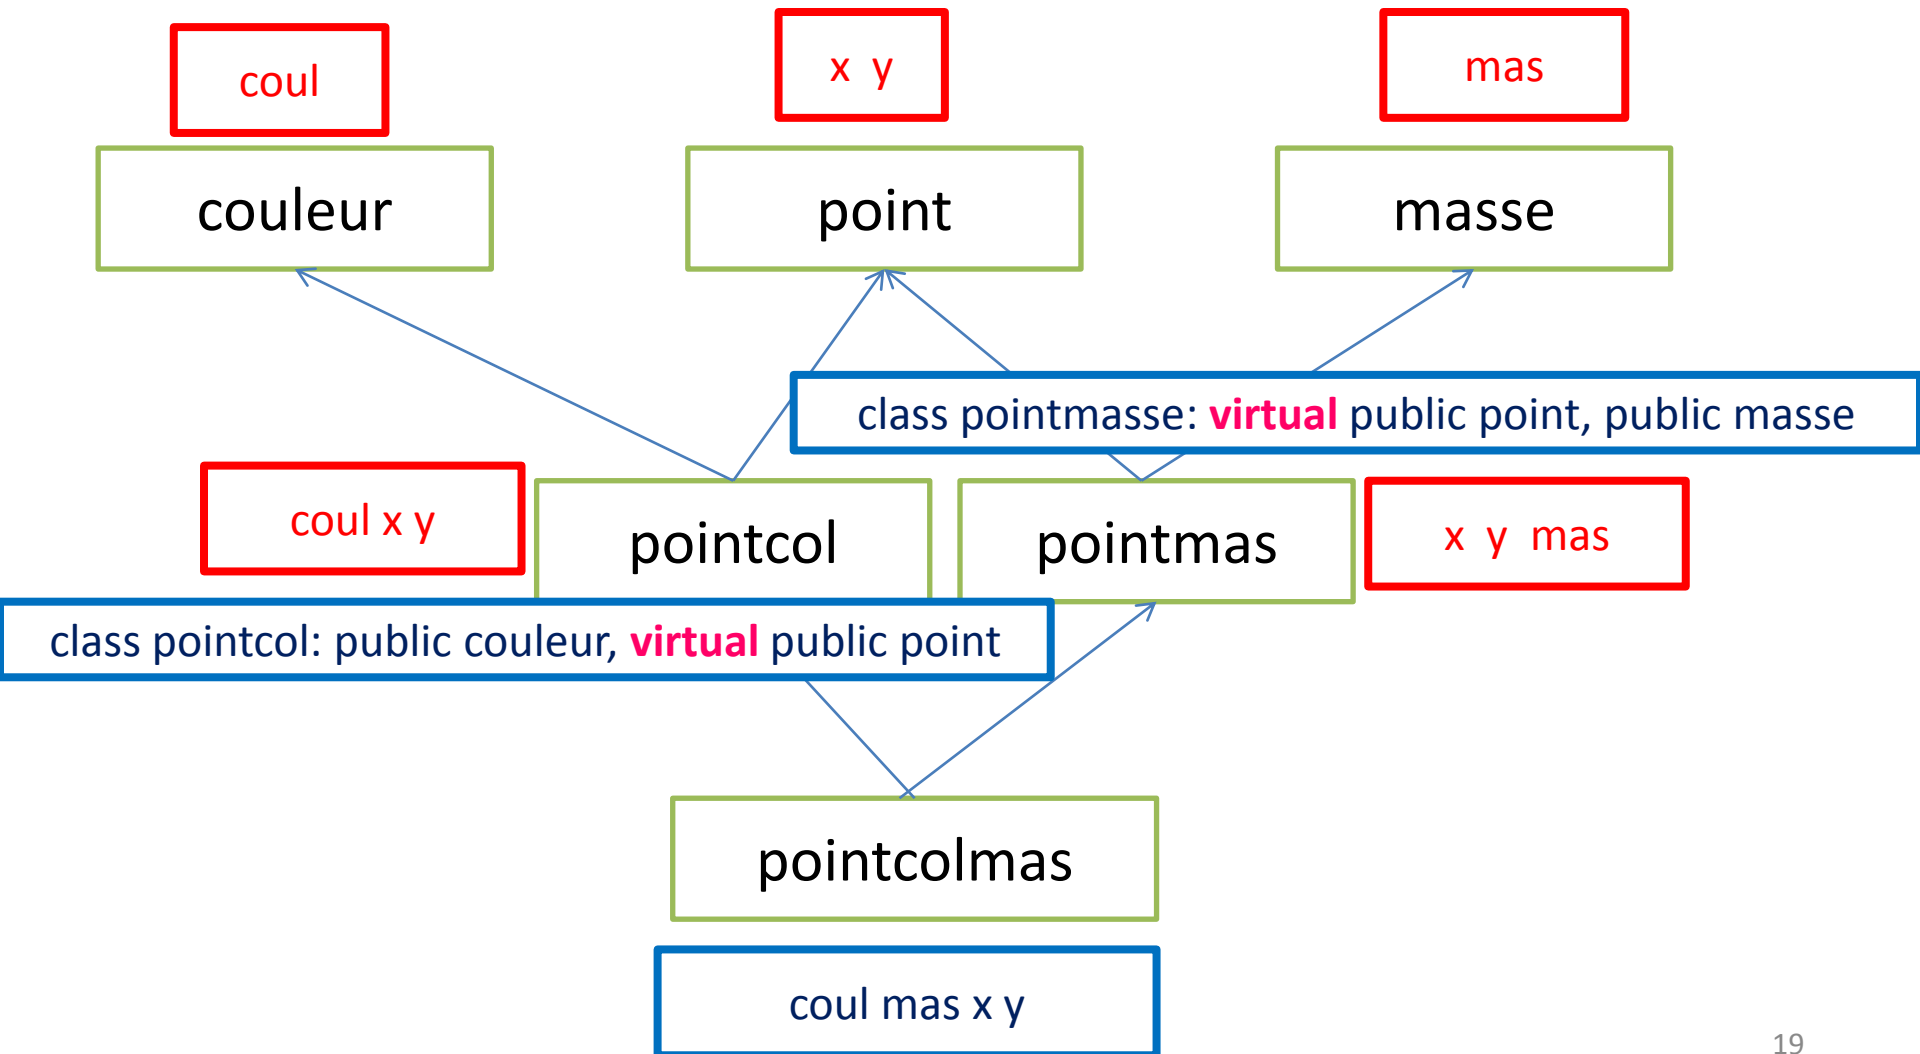 coul
x y
mas
couleur
point
masse
class pointmasse: virtual public point, public masse
coul x y
pointcol
pointmas
x y mas
class pointcol: public couleur, virtual public point
pointcolmas
coul mas x y
19